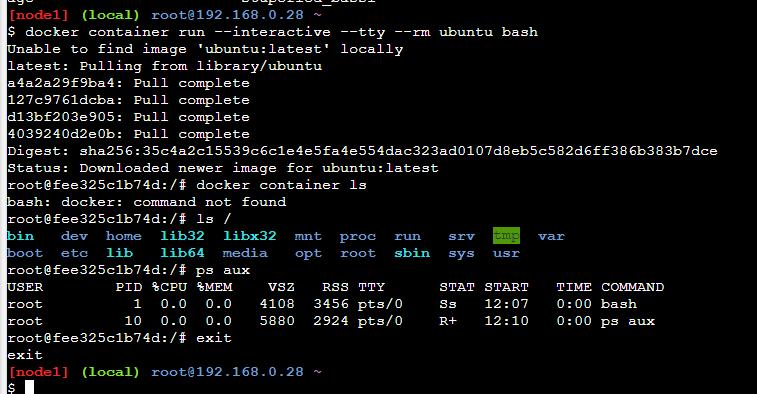 [node1] (local) root@192.168.0.28 ~
$ docker container run --interactive --tty --rm ubuntu bash
Unable to find image 'ubuntu:latest' locally
latest: Pulling from library/ubuntu
a4a2a29f9ba4: Pull complete
127c9761dcba: Pull complete
d13bf203e905: Pull complete
4039240d2e0b: Pull complete
Digest: sha256:35c4a2c15539c6c1e4e5fa4e554dac323ad0107d8eb5c582d6ff386b383b7dce
Status: Downloaded newer image for ubuntu:latest
root@fee325c1b74d:/# docker container ls
bash: docker: command not found
root@fee325c1b74d:/# ls /
bin dev home lib32 libx32 mnt proc run srv tmp var
boot etc lib lib64 media opt root sbin sys usr
root@fee325c1b74d:/# ps aux
USER PID %CPU %MEM VSZ RSS TTY STAT START TIME COMMAND
root 1 0.0 0.0 4108 3456 pts/0 Ss 12:07 0:00 bash
root 10 0.0 0.0 5880 2924 pts/0 R+ 12:10 0:00 ps aux
root@fee325c1b74d:/# exit
exit
[node1] (local) root@192.168.0.28 ~
$